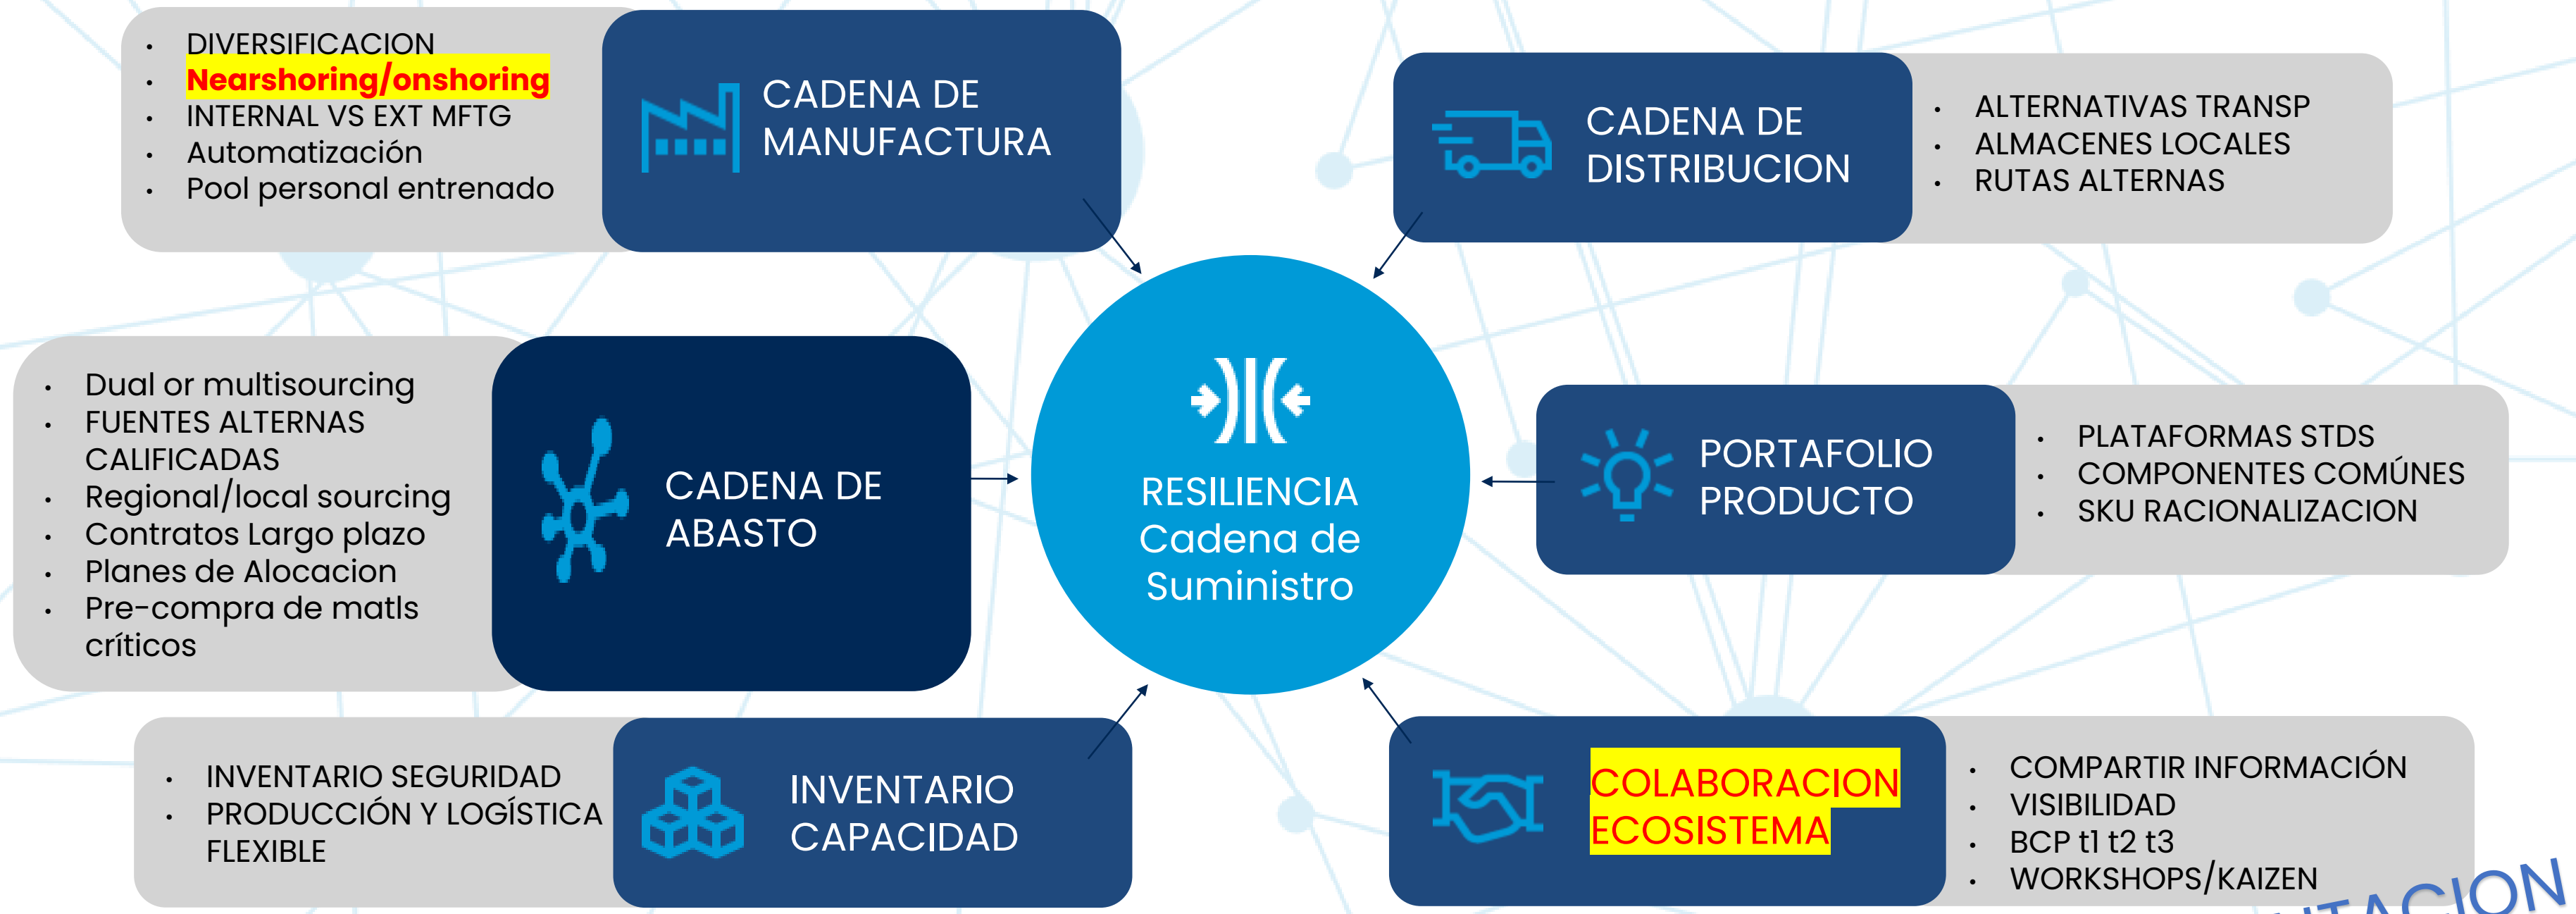 • DIVERSIFICACION
• Nearshoring/onshoring
• INTERNAL VS EXT MFTG
• Automatización
• Pool personal entrenado
CADENA DE
MANUFACTURA
CADENA DE
DISTRIBUCION
• ALTERNATIVAS TRANSP
• ALMACENES LOCALES
• RUTAS ALTERNAS
• Dual or multisourcing
• FUENTES ALTERNAS
CALIFICADAS
• Regional/local sourcing
• Contratos Largo plazo
• Planes de Alocacion
• Pre-compra de matls
críticos
CADENA DE
ABASTO
RESILIENCIA
Cadena de
Suministro
PORTAFOLIO
PRODUCTO
• PLATAFORMAS STDS
• COMPONENTES COMÚNES
• SKU RACIONALIZACION
• INVENTARIO SEGURIDAD
• PRODUCCIÓN Y LOGÍSTICA
FLEXIBLE
INVENTARIO
CAPACIDAD
COLABORACION
ECOSISTEMA
• COMPARTIR INFORMACIÓN
• VISIBILIDAD
• BCP t1 t2 t3
• WORKSHOPS/KAIZEN